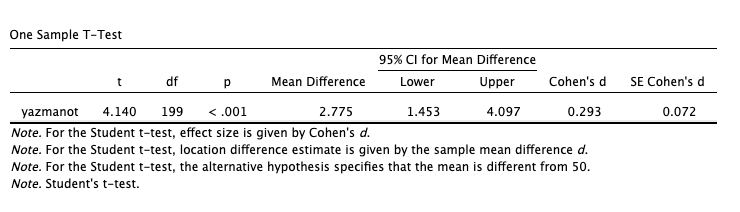 One Sample T-Test
95% CI for Mean Difference
t df p Mean Difference Lower Upper Cohen's d SE Cohen's d
yazmanot 4.140 199 < .001 2.775 1.453 4.097 0.293 0.072
Note. For the Student t-test, effect size is given by Cohen's d.
Note. For the Student t-test, location difference estimate is given by the sample mean difference d.
Note. For the Student t-test, the alternative hypothesis specifies that the mean is different from 50.
Note. Student's t-test.